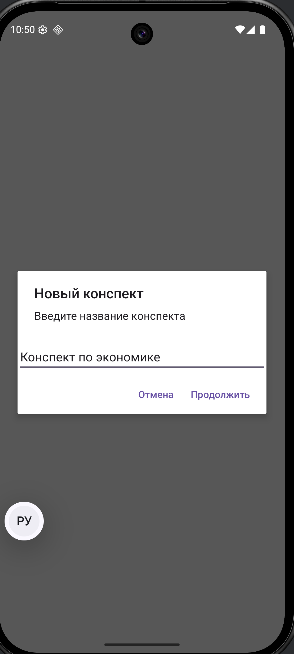 10:50
Новый конспект
Введите название конспекта
Конспект по экономике
Отмена Продолжить
РУ